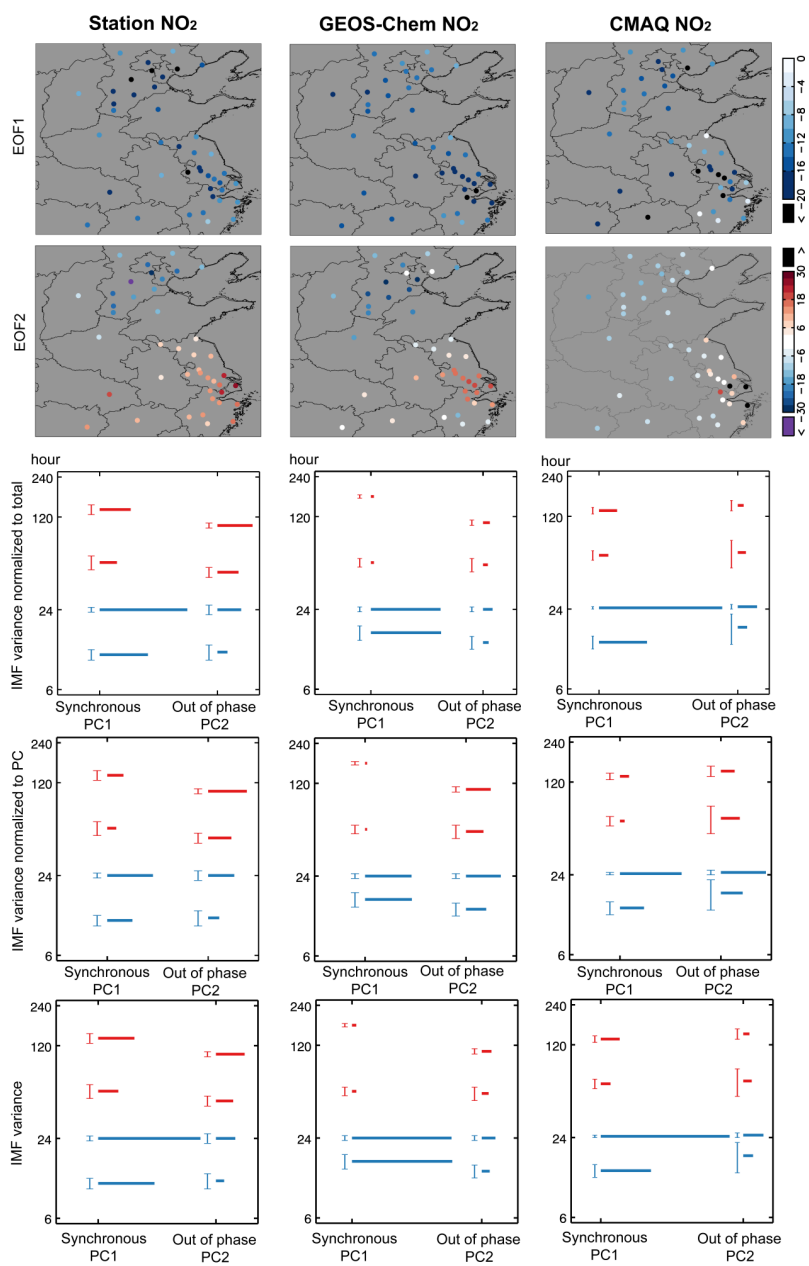 Station NO2 GEOS-Chem NO2 CMAQ NO2
EOF1
0
−4
−8
−12
−16
−20
<
EOF2
>
30
18
6
−6
−18
−30
<
hour hour hour
IMF variance normalized to total
240 240 240
120 120 120
24 24 24
6 6 6
Synchronous Out of phase Synchronous Out of phase Synchronous Out of phase
PC1 PC2 PC1 PC2 PC1 PC2
IMF variance normalized to PC
240 240 240
120 120 120
24 24 24
6 6 6
Synchronous Out of phase Synchronous Out of phase Synchronous Out of phase
PC1 PC2 PC1 PC2 PC1 PC2
IMF variance
240 240 240
120 120 120
24 24 24
6 6 6
Synchronous Out of phase Synchronous Out of phase Synchronous Out of phase
PC1 PC2 PC1 PC2 PC1 PC2